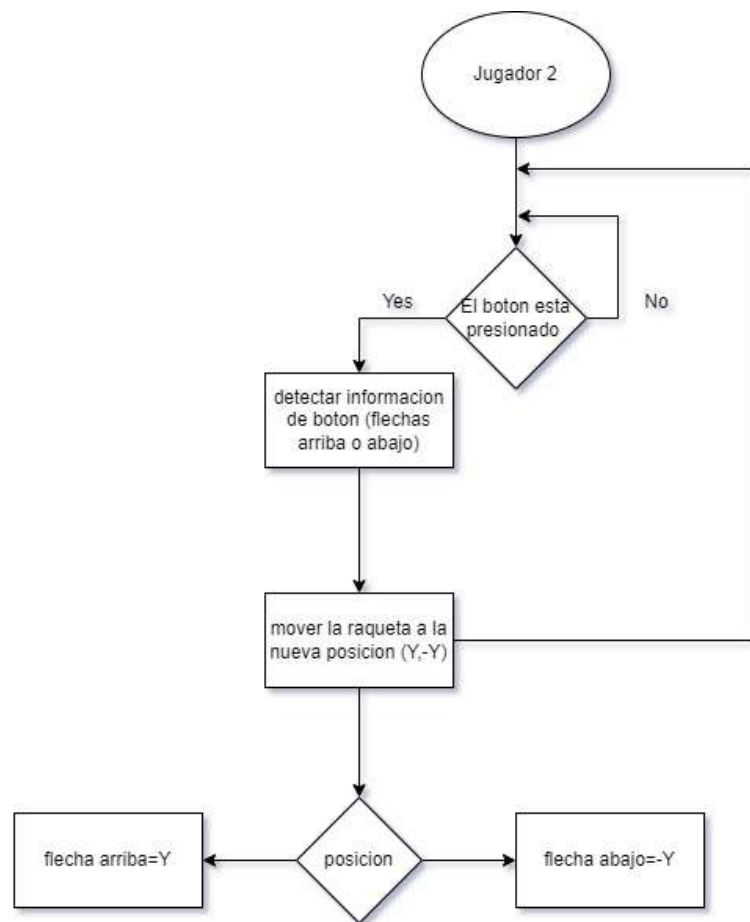 Jugador 2
Yes
El boton esta
presionado
No
detectar informacion
de boton (flechas
arriba o abajo)
mover la raqueta a la
nueva posicion (Y,-Y)
flecha arriba=Y
posicion
flecha abajo=-Y